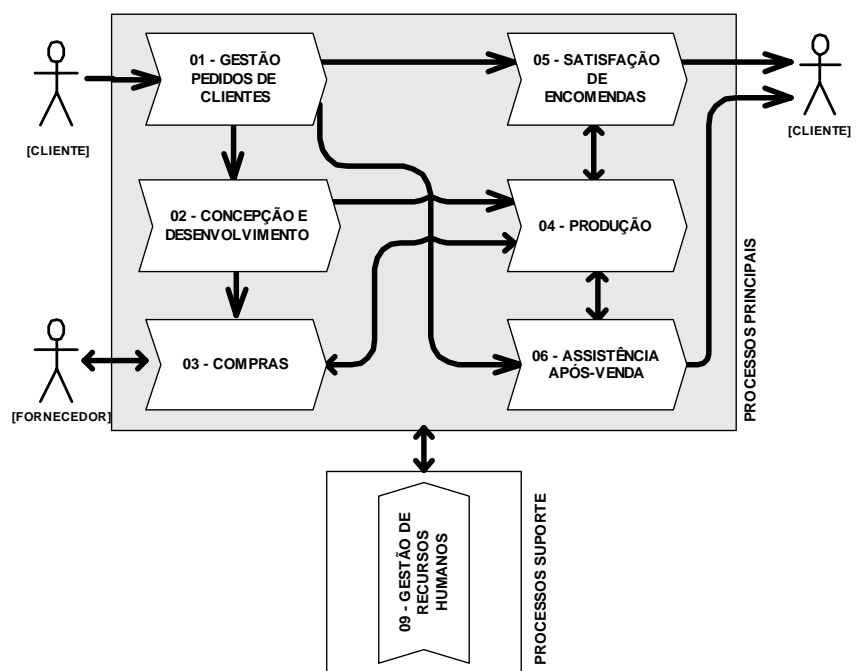 01 - GESTÃO
PEDIDOS DE
CLIENTES
05 - SATISFAÇÃO
DE
ENCOMENDAS
[CLIENTE]
[CLIENTE]
02 - CONCEPÇÃO E
DESENVOLVIMENTO
04 - PRODUÇÃO
03 - COMPRAS
06 - ASSISTÊNCIA
APÓS-VENDA
[FORNECEDOR]
PROCESSOS PRINCIPAIS
09 - GESTÃO DE
RECURSOS
HUMANOS
PROCESSOS SUPORTE